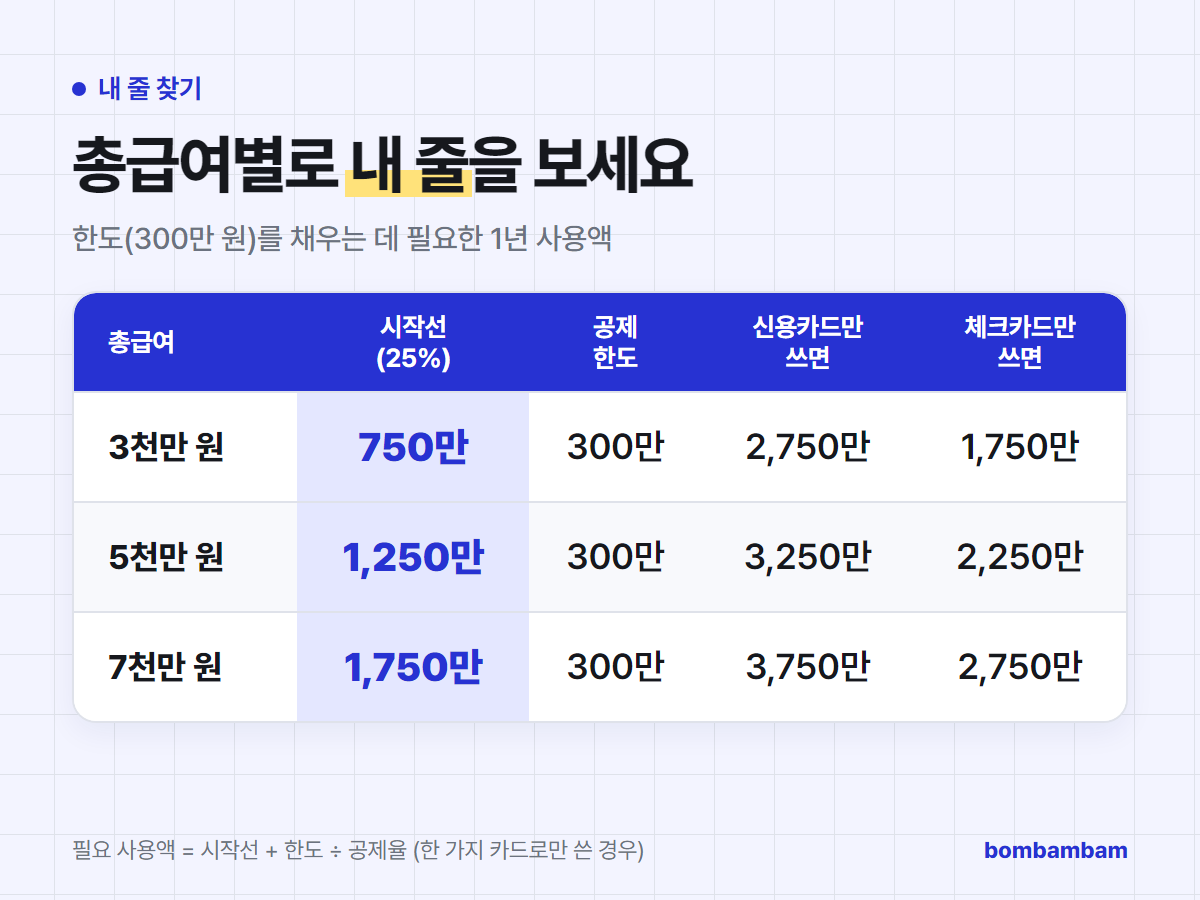 내 줄 찾기
총급여별로 내 줄을 보세요
한도(300만 원)를 채우는 데 필요한 1년 사용액
총급여 시작선 (25%) 공제 한도 신용카드만 쓰면 체크카드만 쓰면
3천만 원 750만 300만 2,750만 1,750만
5천만 원 1,250만 300만 3,250만 2,250만
7천만 원 1,750만 300만 3,750만 2,750만
필요 사용액 = 시작선 + 한도 ÷ 공제율 (한 가지 카드로만 쓴 경우)
bombambam